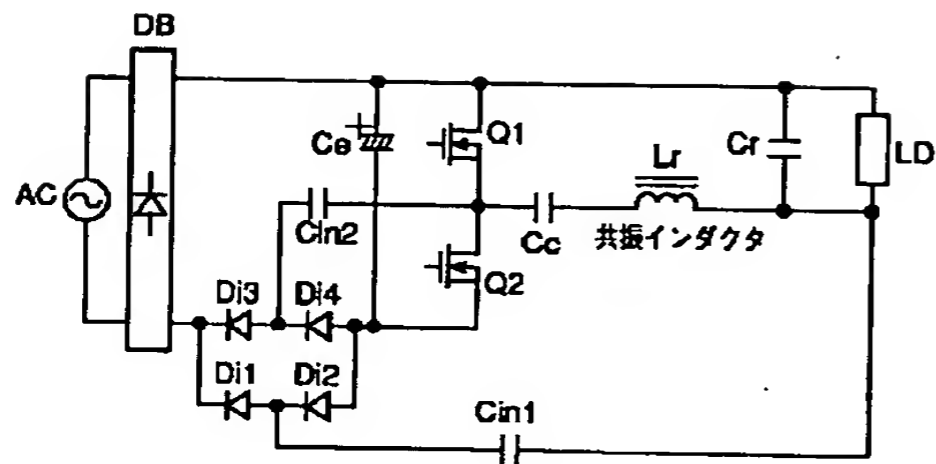 DB
Ce
Q1
Lr
Cr
LD
AC
Cin2
Cc
共振インダクタ
Q2
Di3
Di4
Di1
Di2
Cin1